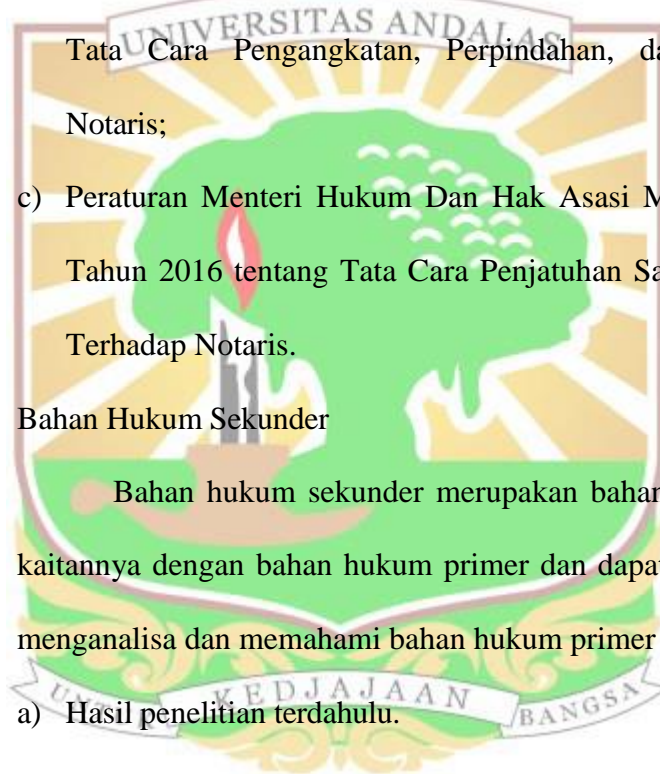 UNIVERSITAS ANDALAS
Tata Cara Pengangkatan, Perpindahan, da
Notaris;
c) Peraturan Menteri Hukum Dan Hak Asasi M
Tahun 2016 tentang Tata Cara Penjatuhan Sa
Terhadap Notaris.
Bahan Hukum Sekunder
Bahan hukum sekunder merupakan bahan
kaitannya dengan bahan hukum primer dan dapat
menganalisa dan memahami bahan hukum primer
KEDJAJAAN BANGSA
a) Hasil penelitian terdahulu.